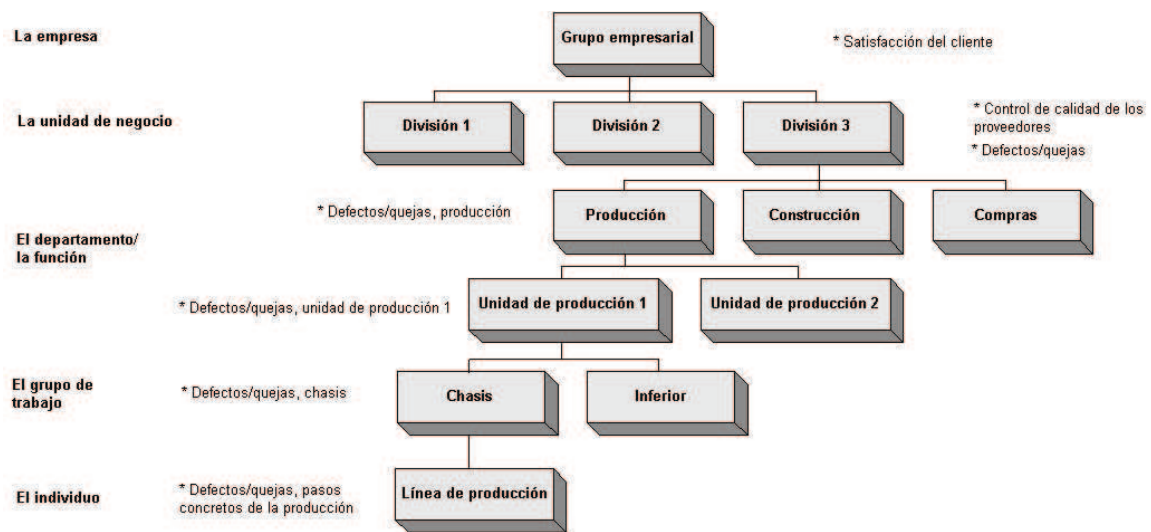 La empresa
Grupo empresarial
* Satisfacción del cliente
La unidad de negocio
División 1
División 2
División 3
* Control de calidad de los
proveedores
* Defectos/quejas
* Defectos/quejas, producción
Producción
Construcción
Compras
El departamento/
la función
* Defectos/quejas, unidad de producción 1
Unidad de producción 1
Unidad de producción 2
El grupo de
trabajo
* Defectos/quejas, chasis
Chasis
Inferior
El individuo
* Defectos/quejas, pasos
concretos de la producción
Línea de producción